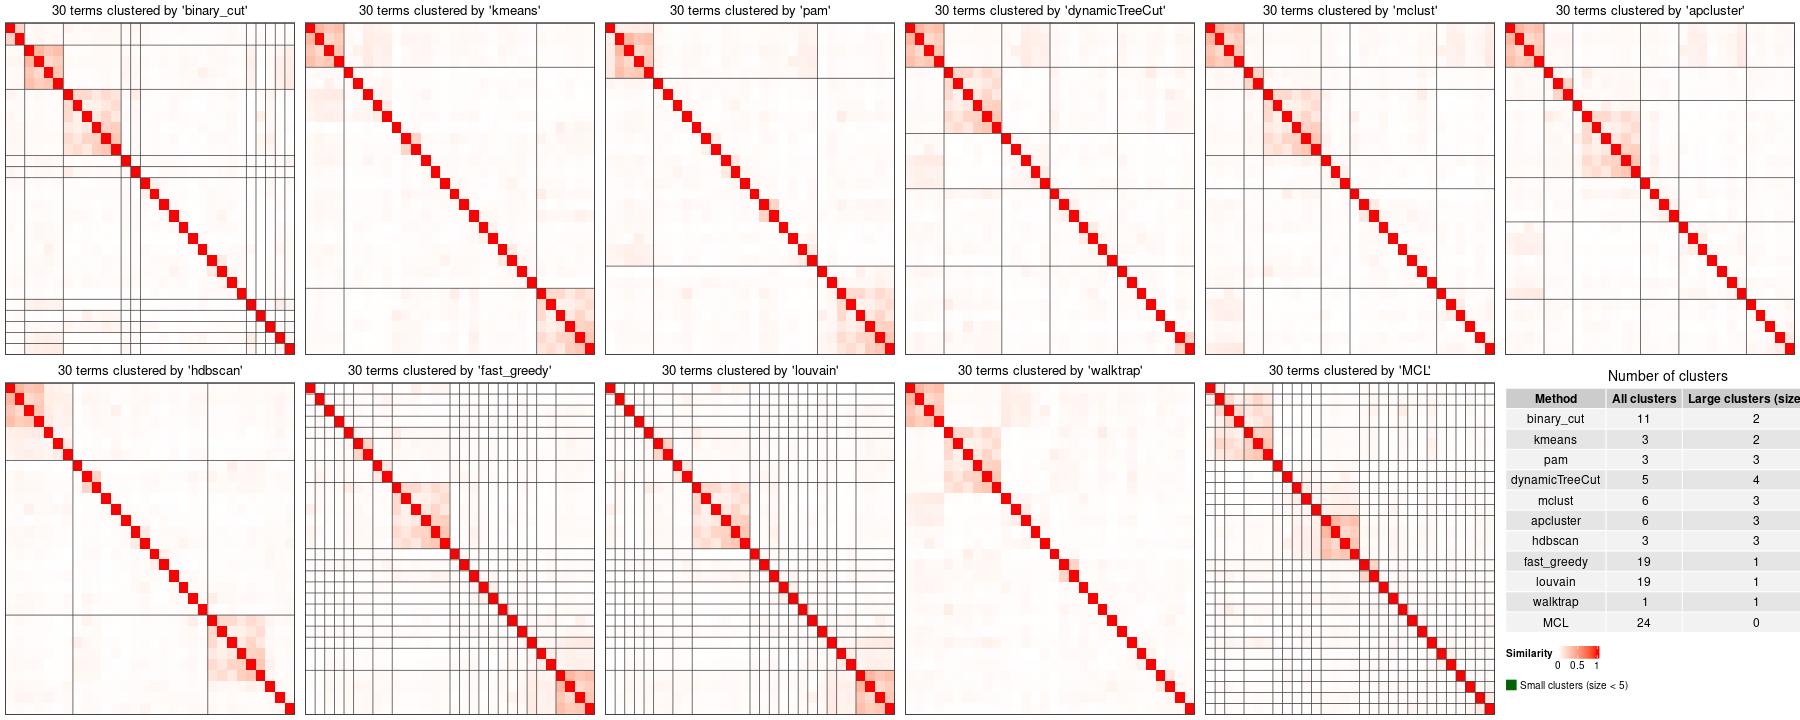 30 terms clustered by 'binary_cut'
30 terms clustered by 'kmeans'
30 terms clustered by 'pam'
30 terms clustered by 'dynamicTreeCut'
30 terms clustered by 'mclust'
30 terms clustered by 'apcluster'
30 terms clustered by 'hdbscan'
30 terms clustered by 'fast_greedy'
30 terms clustered by 'louvain'
30 terms clustered by 'walktrap'
30 terms clustered by 'MCL'
Number of clusters
Method All clusters Large clusters (size
binary_cut 11 2
kmeans 3 2
pam 3 3
dynamicTreeCut 5 4
mclust 6 3
apcluster 6 3
hdbscan 3 3
fast_greedy 19 1
louvain 19 1
walktrap 1 1
MCL 24 0
Similarity
0 0.5 1
Small clusters (size < 5)